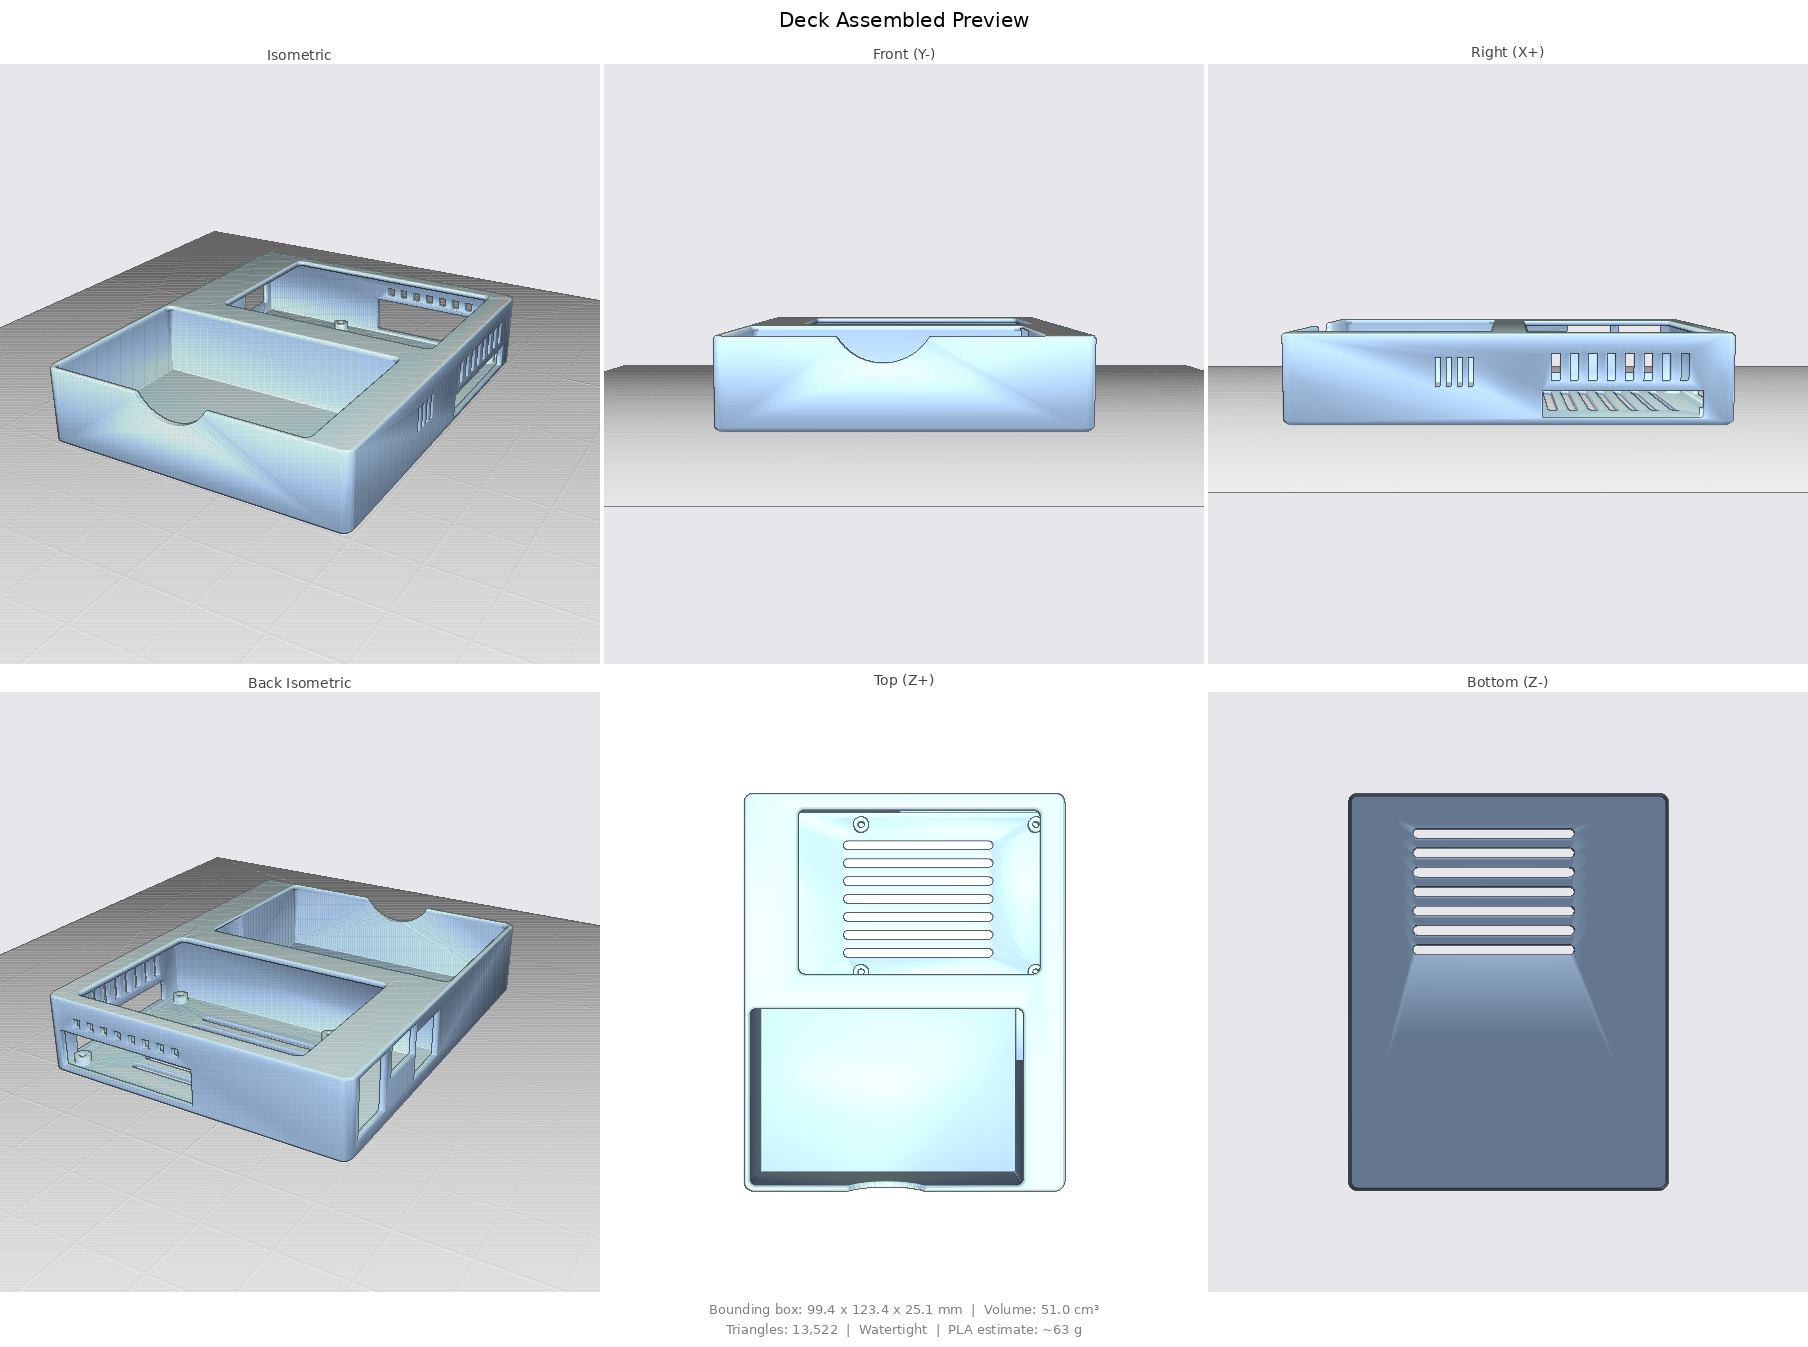 Deck Assembled Preview
Isometric
Front (Y-)
Right (X+)
Back Isometric
Top (Z+)
Bottom (Z-)
Bounding box: 99.4 x 123.4 x 25.1 mm | Volume: 51.0 cm³
Triangles: 13,522 | Watertight | PLA estimate: ~63 g